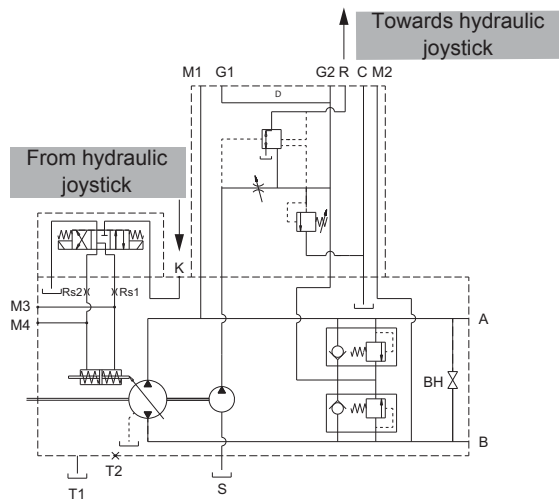 Towards hydraulic
joystick
M1 G1 G2 R C M2
D
From hydraulic
joystick
K
Rs2 Rs1
M3
M4
A
BH
B
T1 T2 S